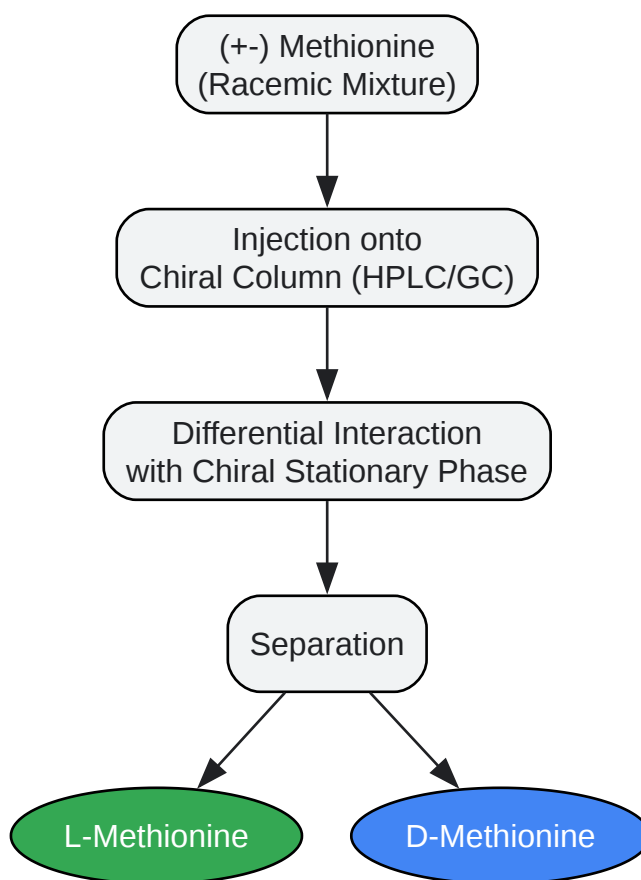 (+-) Methionine
(Racemic Mixture)
Injection onto
Chiral Column (HPLC/GC)
Differential Interaction
with Chiral Stationary Phase
Separation
L-Methionine
D-Methionine